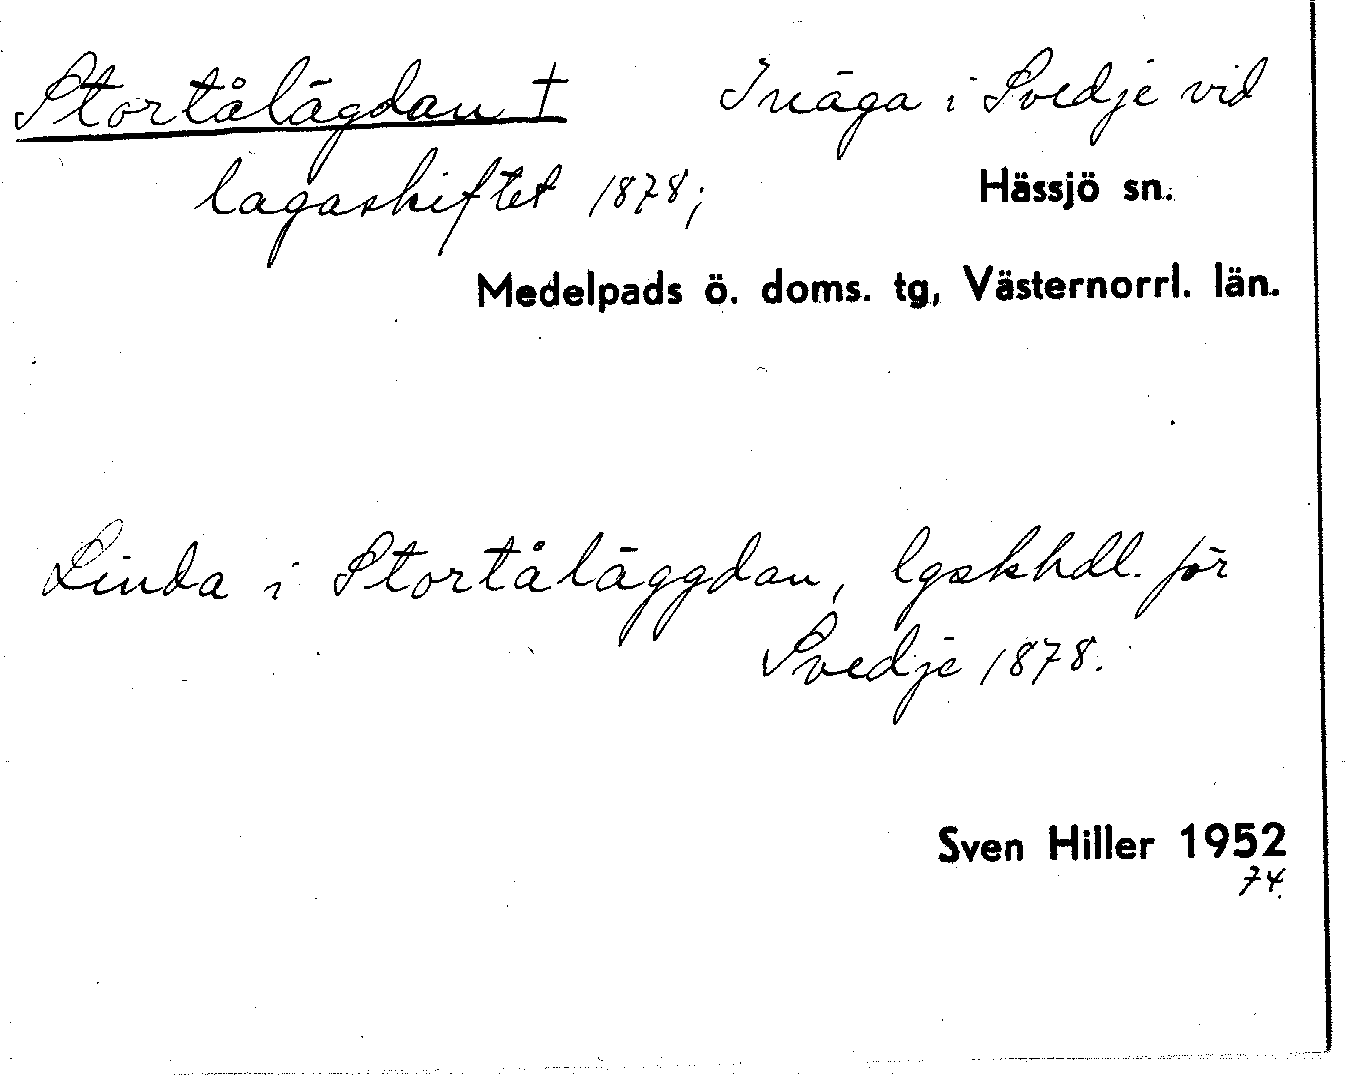 Stortålägdan † Inäga i Svedje vid
lagaskiftet 1878; Hässjö sn.
Medelpads ö. doms. tg, Västernorrl. län.
Linda i Stortåläggdan, lgskhdl. för
Svedje 1878.
Sven Hiller 1952
74.